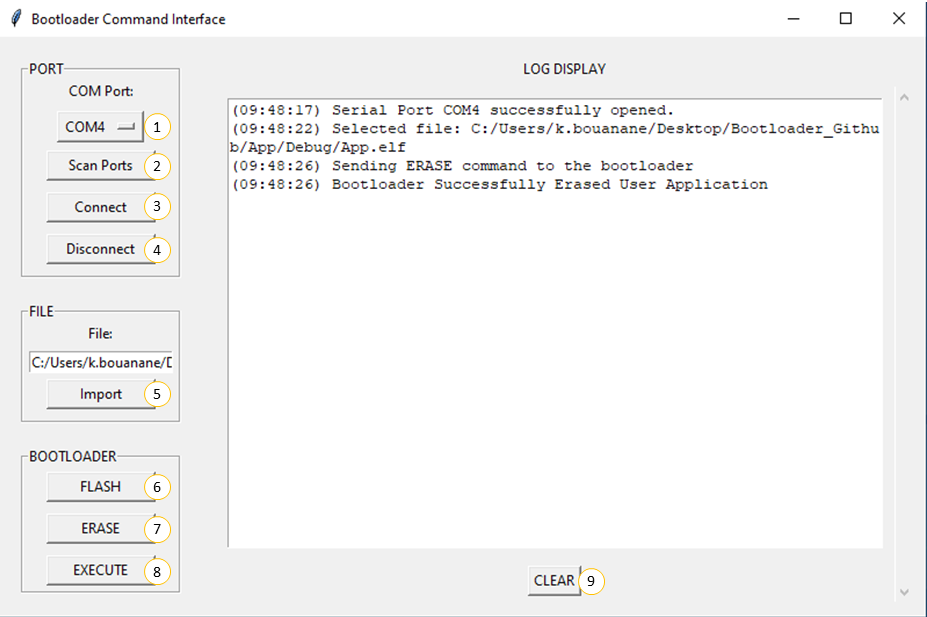 Bootloader Command Interface
PORT
COM Port:
COM4 1
Scan Ports 2
Connect 3
Disconnect 4
FILE
File:
C:/Users/k.bouanane/D
Import 5
BOOTLOADER
FLASH 6
ERASE 7
EXECUTE 8
LOG DISPLAY
(09:48:17) Serial Port COM4 successfully opened.
(09:48:22) Selected file: C:/Users/k.bouanane/Desktop/Bootloader_Githu
b/App/Debug/App.elf
(09:48:26) Sending ERASE command to the bootloader
(09:48:26) Bootloader Successfully Erased User Application
CLEAR 9